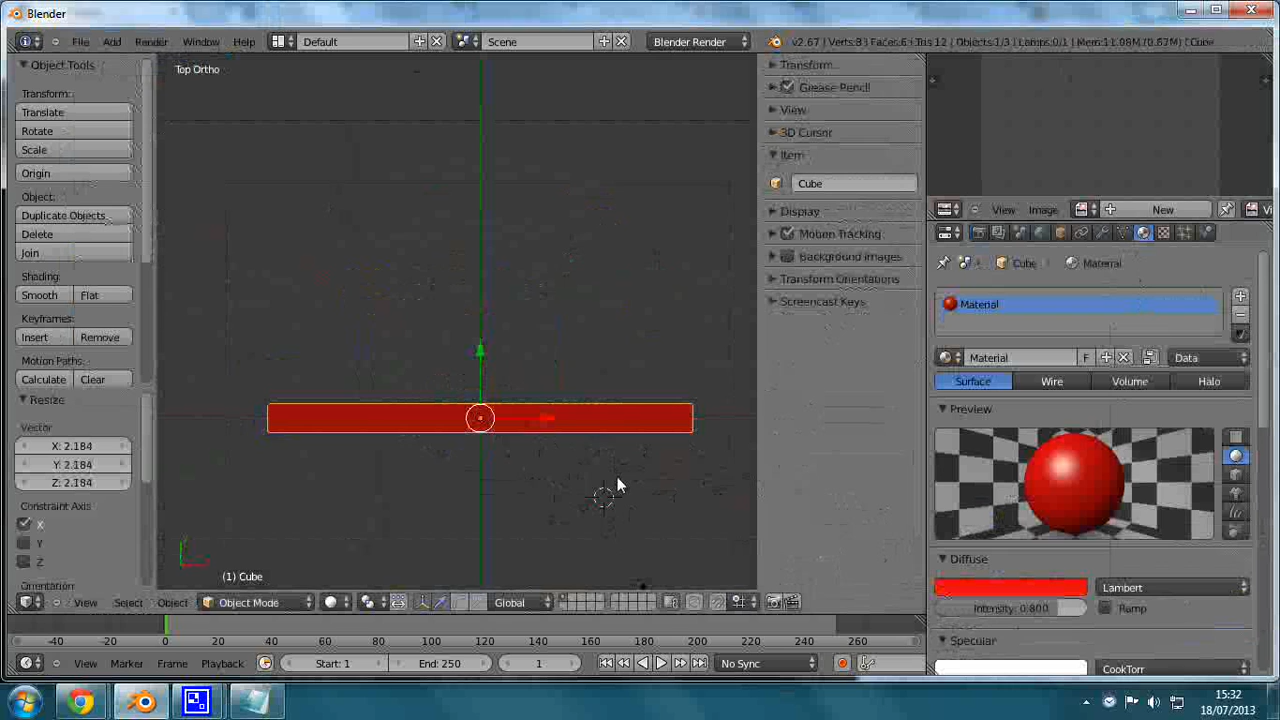 Blender
File Add Render Window Help Default Scene Blender Render v2.67 | Verts:8 | Faces:6 | Tris:12 | Objects:1/3 | Lamps:0/1 | Mem:11.08M (0.67M) | Cube
Object Tools
Transform:
Translate
Rotate
Scale
Origin
Object:
Duplicate Objects
Delete
Join
Shading:
Smooth Flat
Keyframes:
Insert Remove
Motion Paths:
Calculate Clear
Resize
Vector
X: 2.184
Y: 2.184
Z: 2.184
Constraint Axis
X
Y
Z
Orientation
Top Ortho
(1) Cube
Transform
Grease Pencil
View
3D Cursor
Item
Cube
Display
Motion Tracking
Background Images
Transform Orientations
Screencast Keys
View Image New Vi
Cube Material
Material
Material F Data
Surface Wire Volume Halo
Preview
Diffuse
Lambert
Intensity: 0.800 Ramp
Specular
CookTorr
View Select Object Object Mode Global
-40 -20 0 20 40 60 80 100 120 140 160 180 200 220 240 260
View Marker Frame Playback Start: 1 End: 250 1 No Sync
15:32
18/07/2013